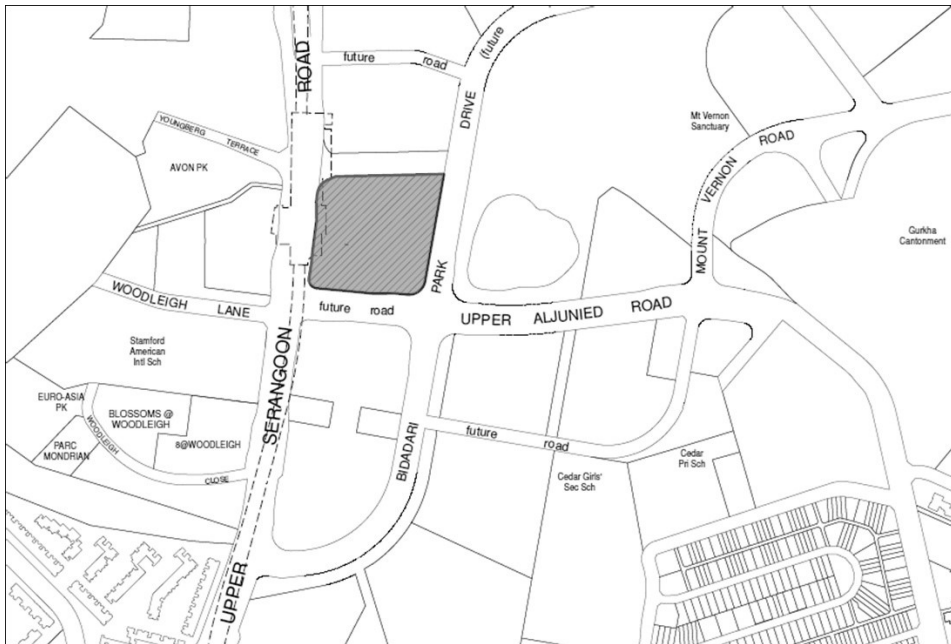 ROAD
future road
(future
DRIVE
PARK
BIDADARI
Mt Vernon
Sanctuary
MOUNT VERNON ROAD
YOUNGBERG TERRACE
AVON PK
Gurkha
Cantonment
WOODLEIGH LANE
future road
UPPER ALJUNIED ROAD
Stamford
American
Intl Sch
UPPER SERANGOON
EURO-ASIA
PK
BLOSSOMS @
WOODLEIGH
8@WOODLEIGH
PARC
MONDRIAN
WOODLEIGH CLOSE
future road
Cedar Girls'
Sec Sch
Cedar
Pri Sch